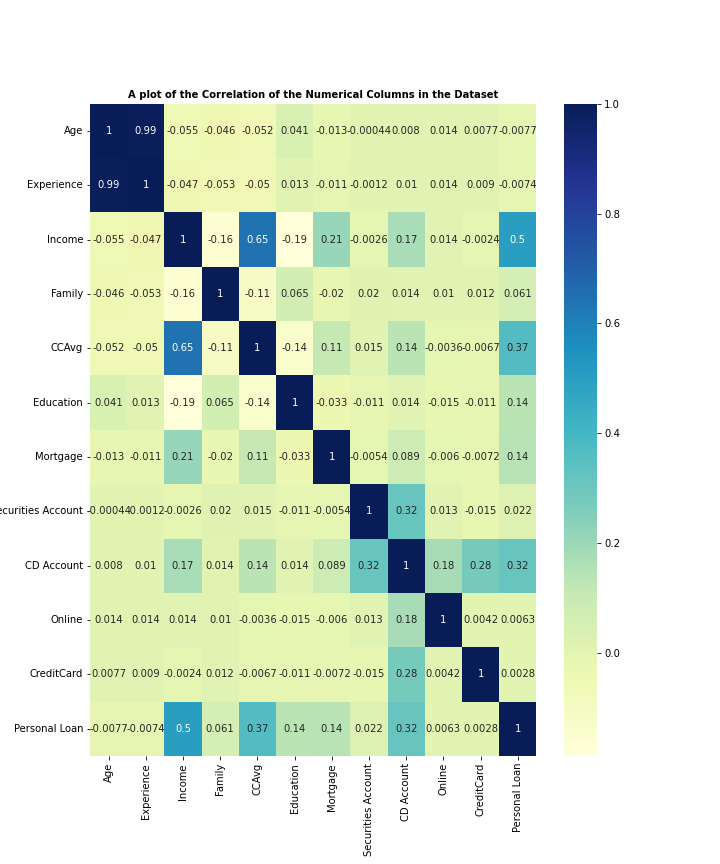 A plot of the Correlation of the Numerical Columns in the Dataset
Age 1 0.99 -0.055 -0.046 -0.052 0.041 -0.013 -0.00044 0.008 0.014 0.0077 -0.0077
Experience 0.99 1 -0.047 -0.053 -0.05 0.013 -0.011 -0.0012 0.01 0.014 0.009 -0.0074
Income -0.055 -0.047 1 -0.16 0.65 -0.19 0.21 -0.0026 0.17 0.014 -0.0024 0.5
Family -0.046 -0.053 -0.16 1 -0.11 0.065 -0.02 0.02 0.014 0.01 0.012 0.061
CCAvg -0.052 -0.05 0.65 -0.11 1 -0.14 0.11 0.015 0.14 -0.0036 -0.0067 0.37
Education 0.041 0.013 -0.19 0.065 -0.14 1 -0.033 -0.011 0.014 -0.015 -0.011 0.14
Mortgage -0.013 -0.011 0.21 -0.02 0.11 -0.033 1 -0.0054 0.089 -0.006 -0.0072 0.14
ecurities Account -0.00044 -0.0012 -0.0026 0.02 0.015 -0.011 -0.0054 1 0.32 0.013 -0.015 0.022
CD Account 0.008 0.01 0.17 0.014 0.14 0.014 0.089 0.32 1 0.18 0.28 0.32
Online 0.014 0.014 0.014 0.01 -0.0036 -0.015 -0.006 0.013 0.18 1 0.0042 0.0063
CreditCard 0.0077 0.009 -0.0024 0.012 -0.0067 -0.011 -0.0072 -0.015 0.28 0.0042 1 0.0028
Personal Loan -0.0077 -0.0074 0.5 0.061 0.37 0.14 0.14 0.022 0.32 0.0063 0.0028 1
Age
Experience
Income
Family
CCAvg
Education
Mortgage
Securities Account
CD Account
Online
CreditCard
Personal Loan
1.0
0.8
0.6
0.4
0.2
0.0